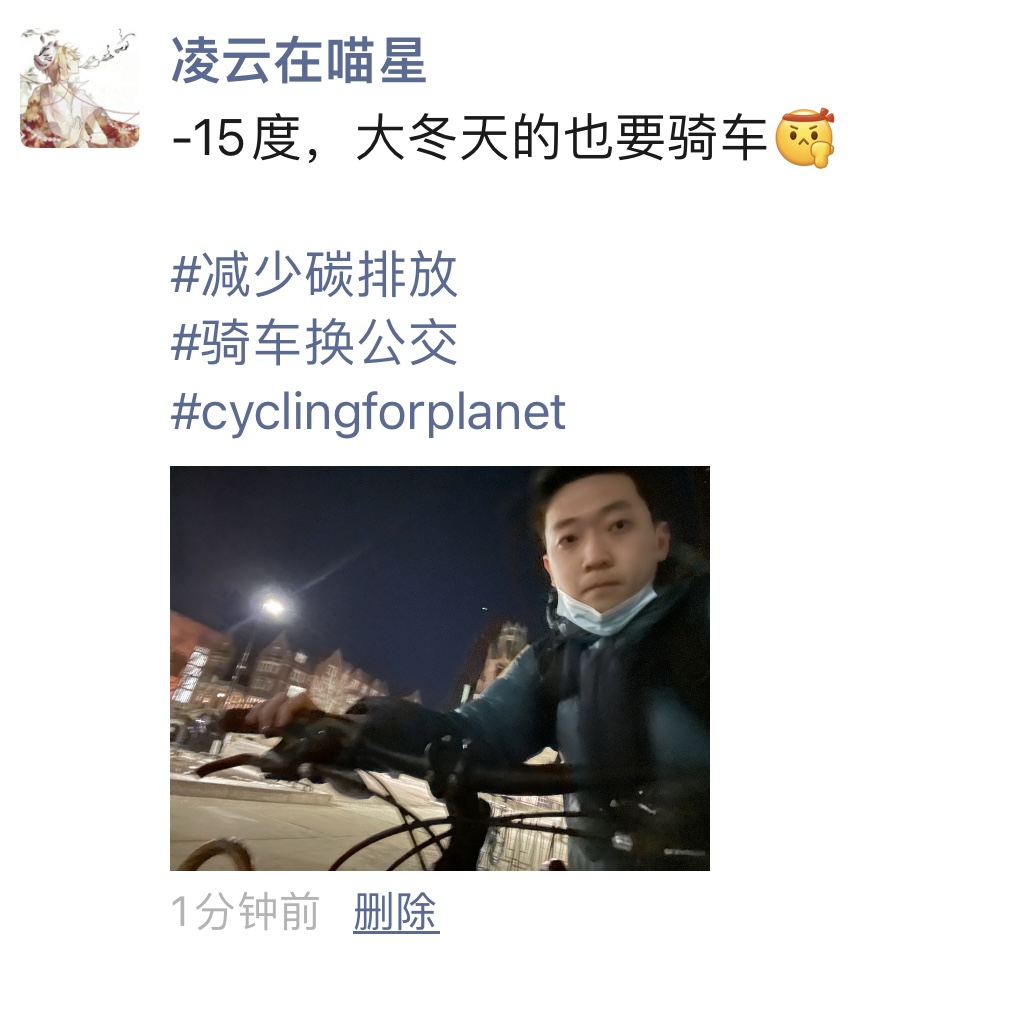 凌云在喵星
-15度，大冬天的也要骑车
#减少碳排放
#骑车换公交
#cyclingforplanet
1分钟前 删除